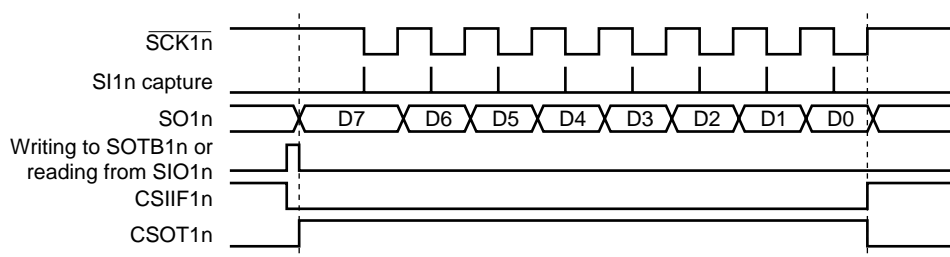 SCK1n
SI1n capture
SO1n
D7 D6 D5 D4 D3 D2 D1 D0
Writing to SOTB1n or
reading from SIO1n
CSIIF1n
CSOT1n